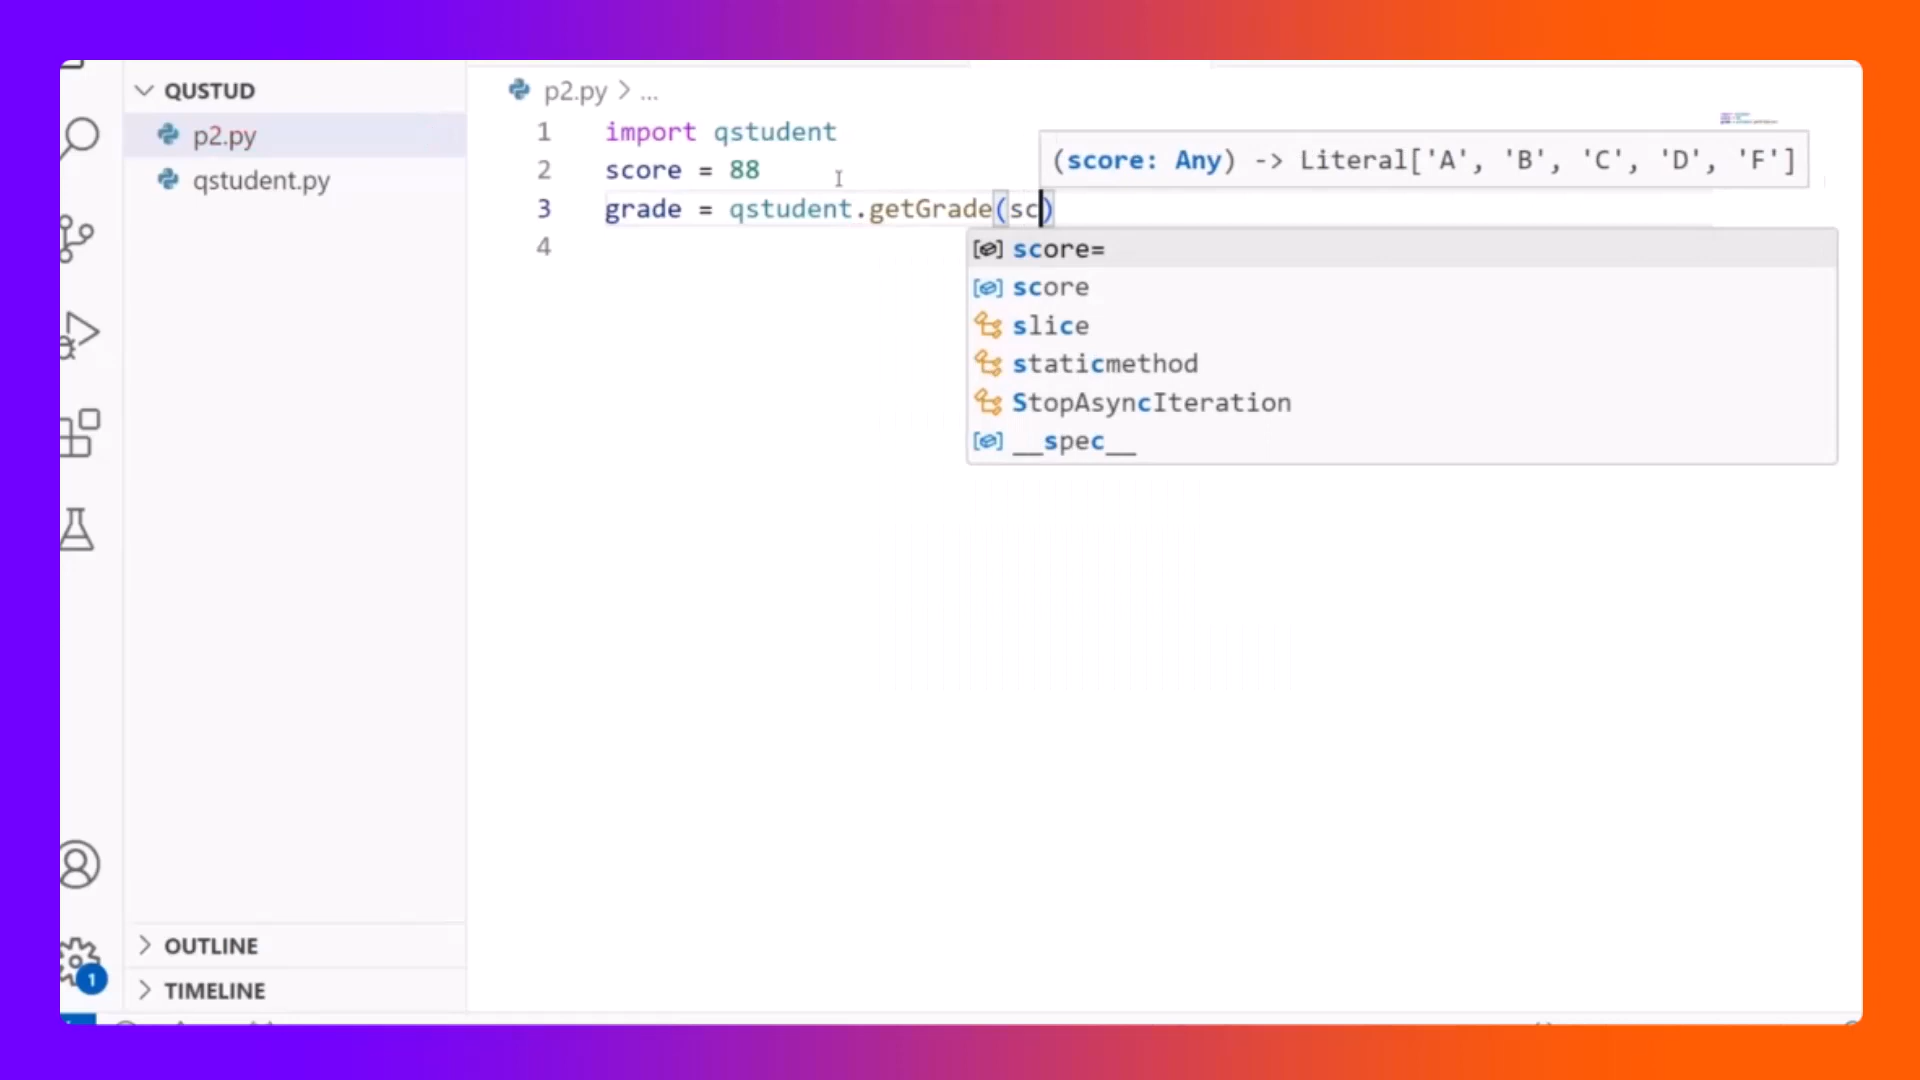 QUSTUD
p2.py
qstudent.py
OUTLINE
TIMELINE
1
p2.py > ...
1 import qstudent
2 score = 88
3 grade = qstudent.getGrade(sc)
4
(score: Any) -> Literal['A', 'B', 'C', 'D', 'F']
score=
score
slice
staticmethod
StopAsyncIteration
__spec__